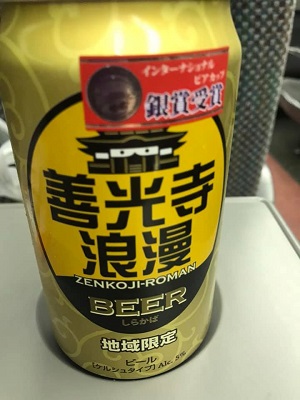 インターナショナル
ビアカップ
銀賞受賞
善光寺
浪漫
ZENKOJI-ROMAN
BEER
しらかば
地域限定
ビール
(ケルシュタイプ) Alc. 5%